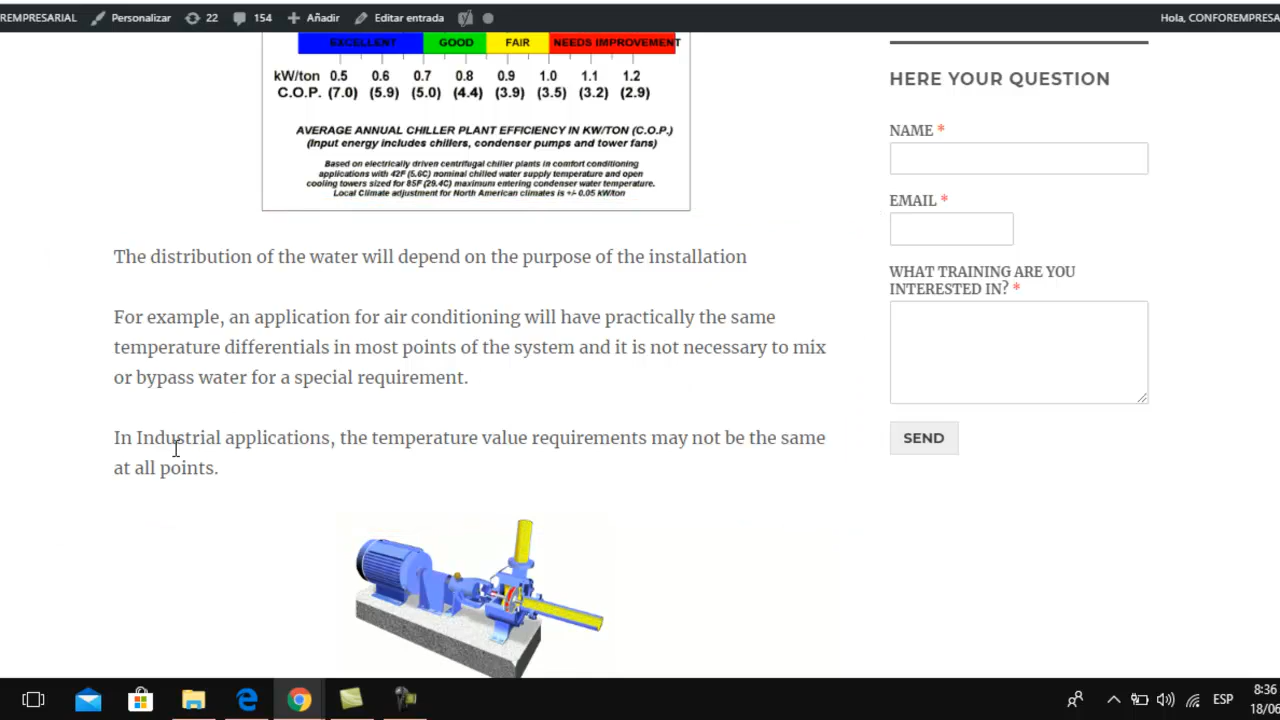 REMPRESARIAL Personalizar 22 154 Añadir Editar entrada Hola, CONFOREMPRESA
EXCELLENT GOOD FAIR NEEDS IMPROVEMENT
kW/ton 0.5 0.6 0.7 0.8 0.9 1.0 1.1 1.2
C.O.P. (7.0) (5.9) (5.0) (4.4) (3.9) (3.5) (3.2) (2.9)
AVERAGE ANNUAL CHILLER PLANT EFFICIENCY IN KW/TON (C.O.P.)
(Input energy includes chillers, condenser pumps and tower fans)
Based on electrically driven centrifugal chiller plants in comfort conditioning
applications with 42F (5.6C) nominal chilled water supply temperature and open
cooling towers sized for 85F (29.4C) maximum entering condenser water temperature.
Local Climate adjustment for North American climates is +/- 0.05 kW/ton
The distribution of the water will depend on the purpose of the installation
For example, an application for air conditioning will have practically the same
temperature differentials in most points of the system and it is not necessary to mix
or bypass water for a special requirement.
In Industrial applications, the temperature value requirements may not be the same
at all points.
HERE YOUR QUESTION
NAME *
EMAIL *
WHAT TRAINING ARE YOU
INTERESTED IN? *
SEND
ESP
8:36
18/06